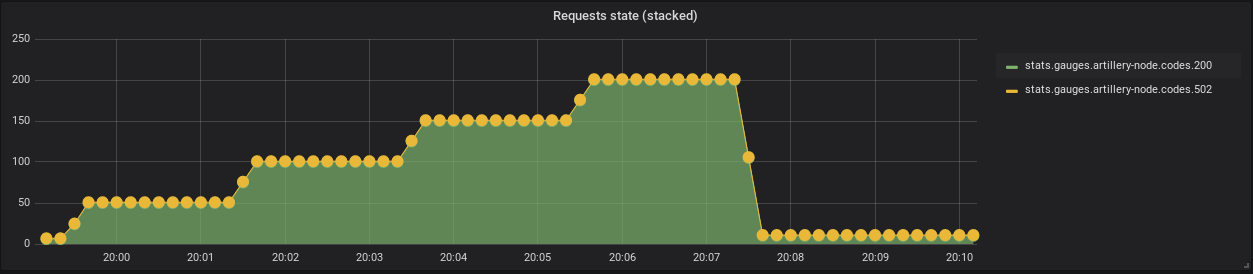 Requests state (stacked)
250
200
150
100
50
0
20:00 20:01 20:02 20:03 20:04 20:05 20:06 20:07 20:08 20:09 20:10
stats.gauges.artillery-node.codes.200
stats.gauges.artillery-node.codes.502